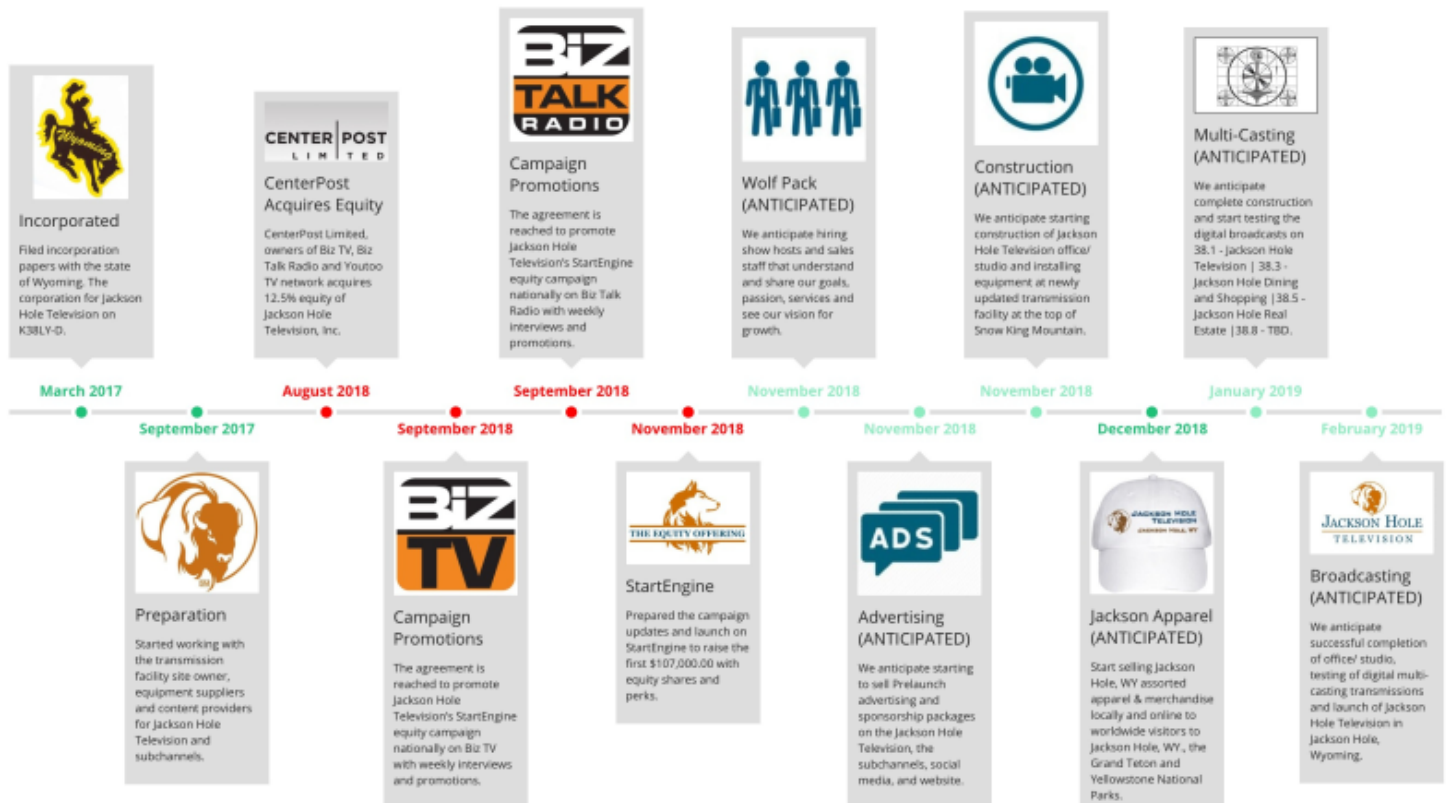 Wyoming
Incorporated
Filed incorporation
papers with the state
of Wyoming. The
corporation for Jackson
Hole Television on
K38LY-D.
March 2017
September 2017
Preparation
Started working with
the transmission
facility site owner,
equipment suppliers
and content providers
for Jackson Hole
Television and
subchannels.
CENTER POST
LIMITED
CenterPost
Acquires Equity
CenterPost Limited,
owners of Biz TV, Biz
Talk Radio and Youtoo
TV network acquires
12.5% equity of
Jackson Hole
Television, Inc.
August 2018
September 2018
BiZ
TV
Campaign
Promotions
The agreement is
reached to promote
Jackson Hole
Television's StartEngine
equity campaign
nationally on Biz TV
with weekly interviews
and promotions.
BiZ
TALK
RADIO
Campaign
Promotions
The agreement is
reached to promote
Jackson Hole
Television's StartEngine
equity campaign
nationally on Biz Talk
Radio with weekly
interviews and
promotions.
September 2018
November 2018
THE EQUITY OFFERING
StartEngine
Prepared the campaign
updates and launch on
StartEngine to raise the
first $107,000.00 with
equity shares and
perks.
Wolf Pack
(ANTICIPATED)
We anticipate hiring
show hosts and sales
staff that understand
and share our goals,
passion, services and
see our vision for
growth.
November 2018
November 2018
ADS
Advertising
(ANTICIPATED)
We anticipate starting
to sell Prelaunch
advertising and
sponsorship packages
on the Jackson Hole
Television, the
subchannels, social
media, and website.
Construction
(ANTICIPATED)
We anticipate starting
construction of Jackson
Hole Television office/
studio and installing
equipment at newly
updated transmission
facility at the top of
Snow King Mountain.
November 2018
December 2018
JACKSON HOLE
TELEVISION
JACKSON HOLE, WY
Jackson Apparel
(ANTICIPATED)
Start selling Jackson
Hole, WY assorted
apparel & merchandise
locally and online to
worldwide visitors to
Jackson Hole, WY., the
Grand Teton and
Yellowstone National
Parks.
Multi-Casting
(ANTICIPATED)
We anticipate
complete construction
and start testing the
digital broadcasts on
38.1 - Jackson Hole
Television | 38.3 -
Jackson Hole Dining
and Shopping |38.5 -
Jackson Hole Real
Estate |38.8 - TBD.
January 2019
February 2019
JACKSON HOLE
TELEVISION
Broadcasting
(ANTICIPATED)
We anticipate
successful completion
of office/ studio,
testing of digital multi-
casting transmissions
and launch of Jackson
Hole Television in
Jackson Hole,
Wyoming.